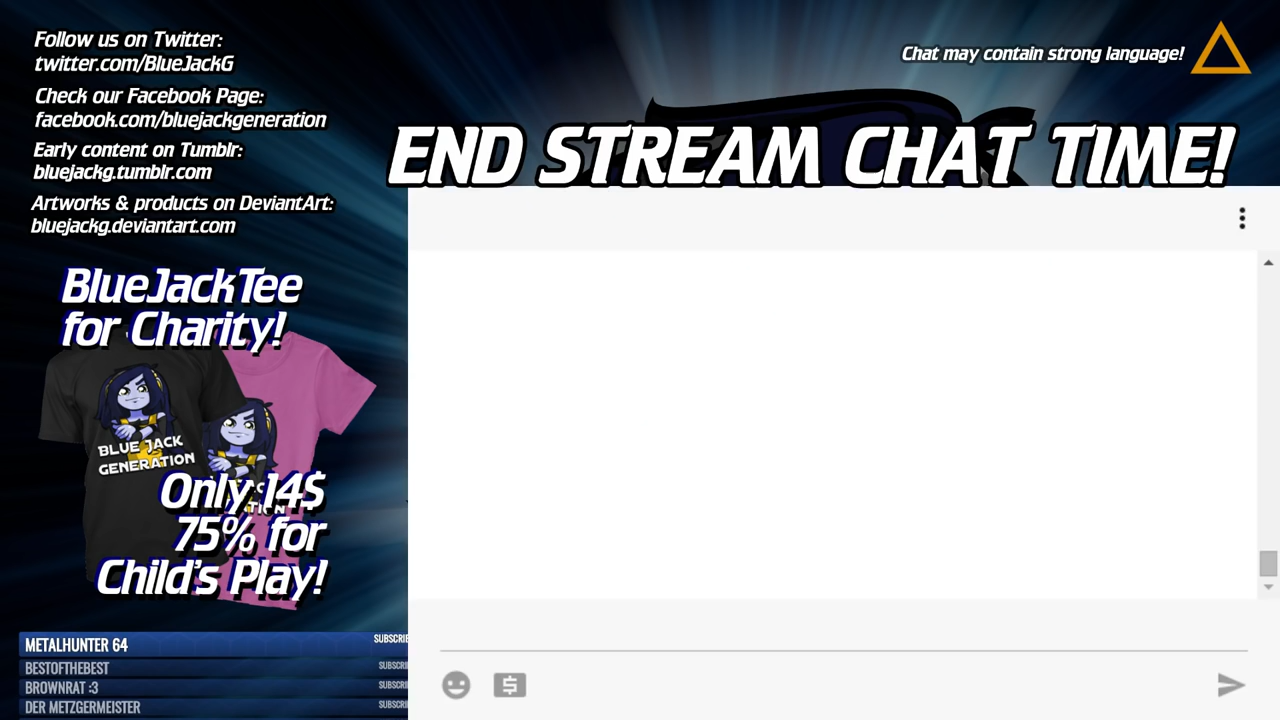 Follow us on Twitter:
twitter.com/BlueJackG
Check our Facebook Page:
facebook.com/bluejackgeneration
Early content on Tumblr:
bluejackg.tumblr.com
Artworks & products on DeviantArt:
bluejackg.deviantart.com
Chat may contain strong language!
END STREAM CHAT TIME!
BlueJackTee
for Charity!
BLUE JACK
GENERATION
Only 14$
75% for
Child's Play!
METALHUNTER 64
BESTOFTHEBEST
BROWNRAT :3
DER METZGERMEISTER